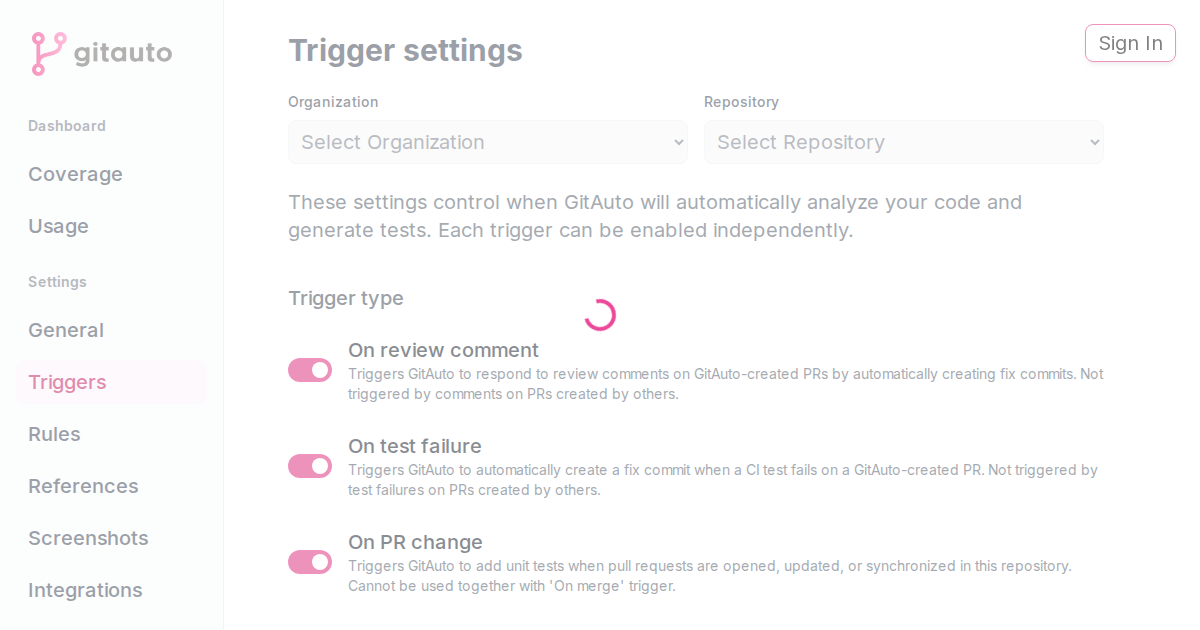 gitauto
Dashboard
Coverage
Usage
Settings
General
Triggers
Rules
References
Screenshots
Integrations
Sign In
Trigger settings
Organization
Repository
Select Organization
Select Repository
These settings control when GitAuto will automatically analyze your code and
generate tests. Each trigger can be enabled independently.
Trigger type
On review comment
Triggers GitAuto to respond to review comments on GitAuto-created PRs by automatically creating fix commits. Not
triggered by comments on PRs created by others.
On test failure
Triggers GitAuto to automatically create a fix commit when a CI test fails on a GitAuto-created PR. Not triggered by
test failures on PRs created by others.
On PR change
Triggers GitAuto to add unit tests when pull requests are opened, updated, or synchronized in this repository.
Cannot be used together with 'On merge' trigger.